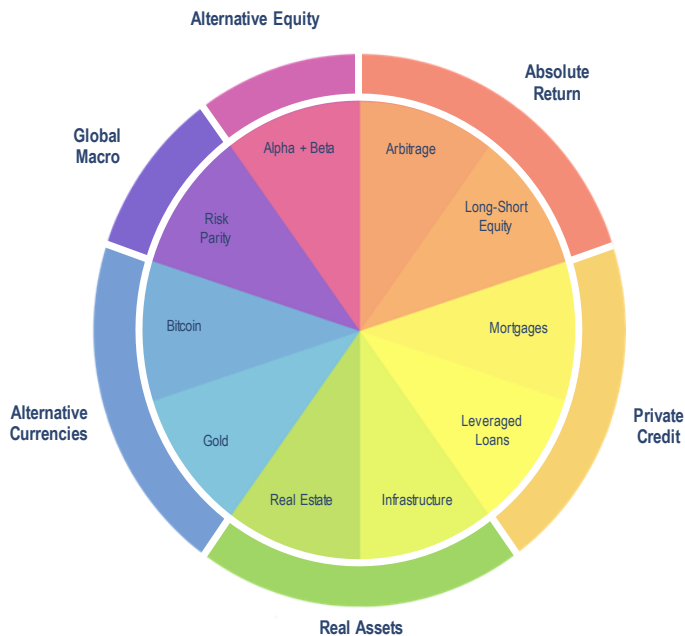 Alternative Equity
Absolute
Return
Global
Macro
Alpha + Beta
Arbitrage
Long-Short
Equity
Risk
Parity
Bitcoin
Mortgages
Alternative
Currencies
Gold
Leveraged
Loans
Private
Credit
Real Estate
Infrastructure
Real Assets